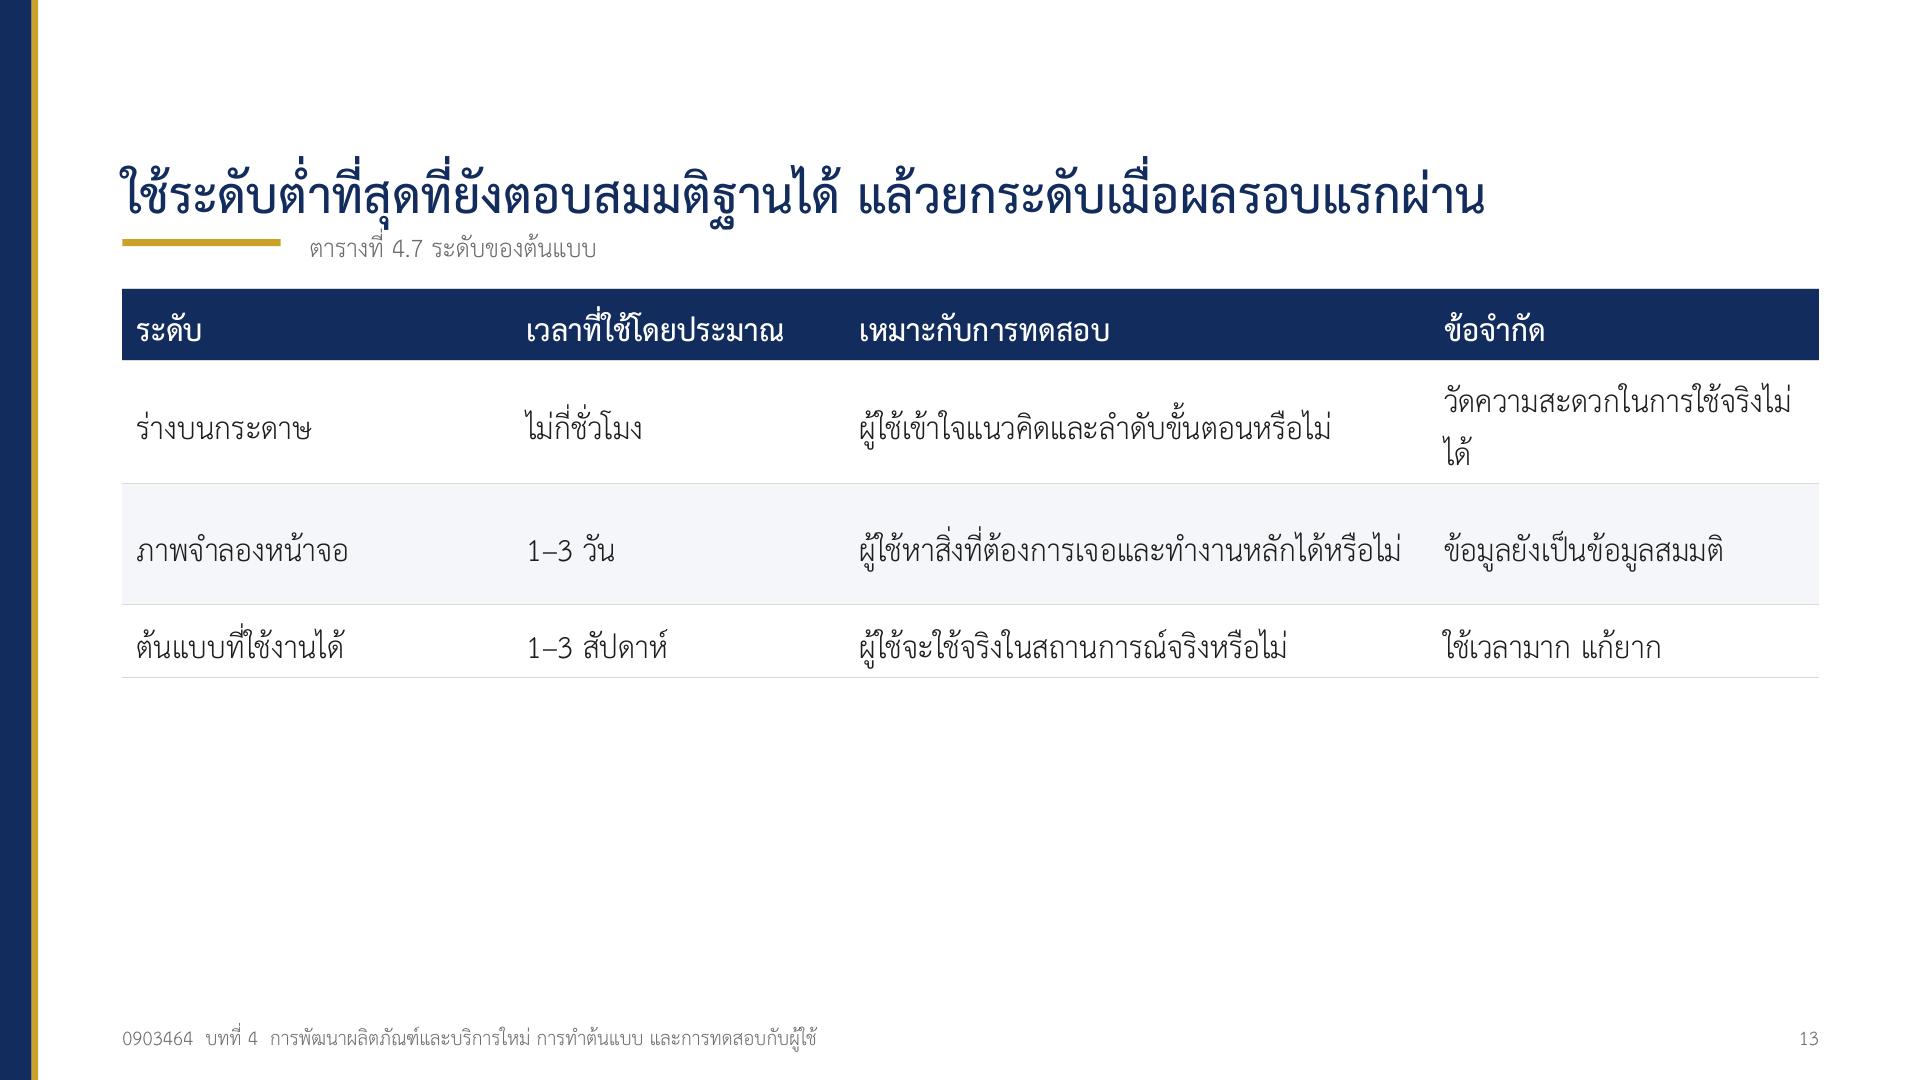 ใช้ระดับต่ำที่สุดที่ยังตอบสมมติฐานได้ แล้วยกระดับเมื่อผลรอบแรกผ่าน
ตารางที่ 4.7 ระดับของต้นแบบ
ระดับ เวลาที่ใช้โดยประมาณ เหมาะกับการทดสอบ ข้อจำกัด
ร่างบนกระดาษ ไม่กี่ชั่วโมง ผู้ใช้เข้าใจแนวคิดและลำดับขั้นตอนหรือไม่ วัดความสะดวกในการใช้จริงไม่
ได้
ภาพจำลองหน้าจอ 1–3 วัน ผู้ใช้หาสิ่งที่ต้องการเจอและทำงานหลักได้หรือไม่ ข้อมูลยังเป็นข้อมูลสมมติ
ต้นแบบที่ใช้งานได้ 1–3 สัปดาห์ ผู้ใช้จะใช้จริงในสถานการณ์จริงหรือไม่ ใช้เวลามาก แก้ยาก
0903464 บทที่ 4 การพัฒนาผลิตภัณฑ์และบริการใหม่ การทำต้นแบบ และการทดสอบกับผู้ใช้ 13